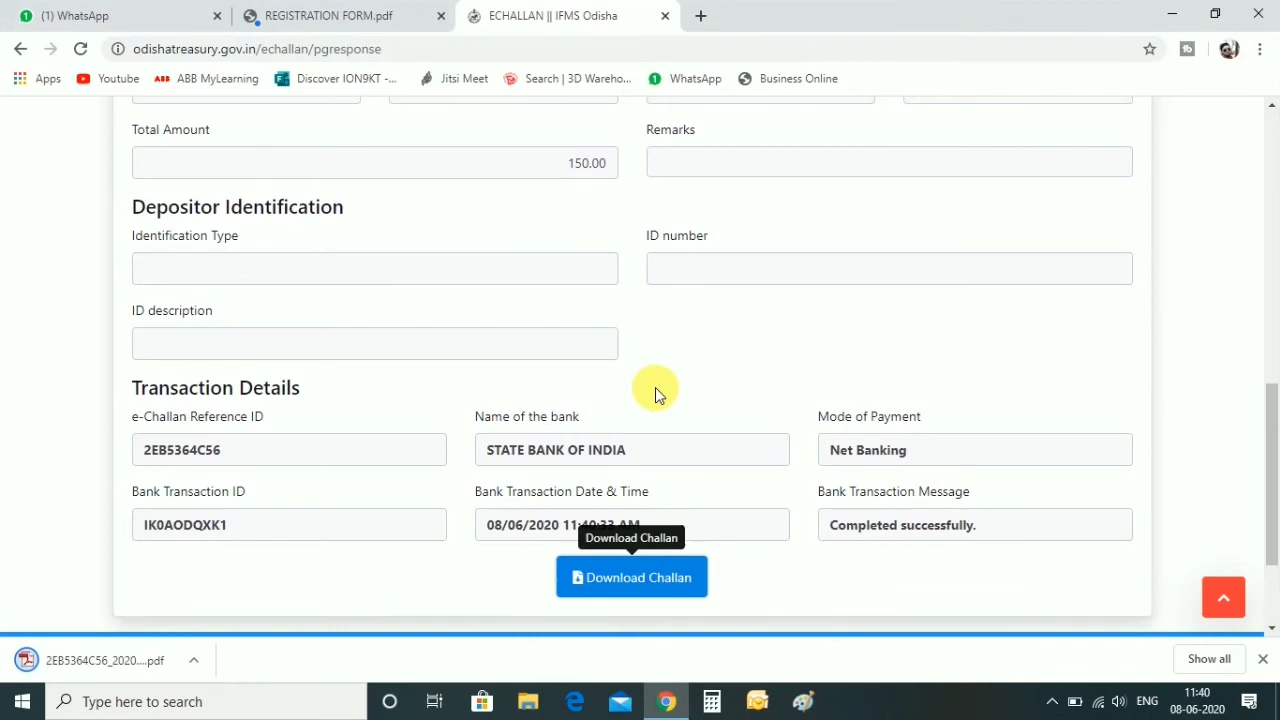 (1) WhatsApp
REGISTRATION FORM.pdf
ECHALLAN || IFMS Odisha
odishatreasury.gov.in/echallan/pgresponse
Apps
Youtube
ABB MyLearning
Discover ION9KT -...
Jitsi Meet
Search | 3D Wareho...
WhatsApp
Business Online
Total Amount
Remarks
150.00
Depositor Identification
Identification Type
ID number
ID description
Transaction Details
e-Challan Reference ID
Name of the bank
Mode of Payment
2EB5364C56
STATE BANK OF INDIA
Net Banking
Bank Transaction ID
Bank Transaction Date & Time
Bank Transaction Message
IK0AODQXK1
08/06/2020 11:40:33 AM
Completed successfully.
Download Challan
Download Challan
2EB5364C56_2020....pdf
Show all
Type here to search
ENG
11:40
08-06-2020